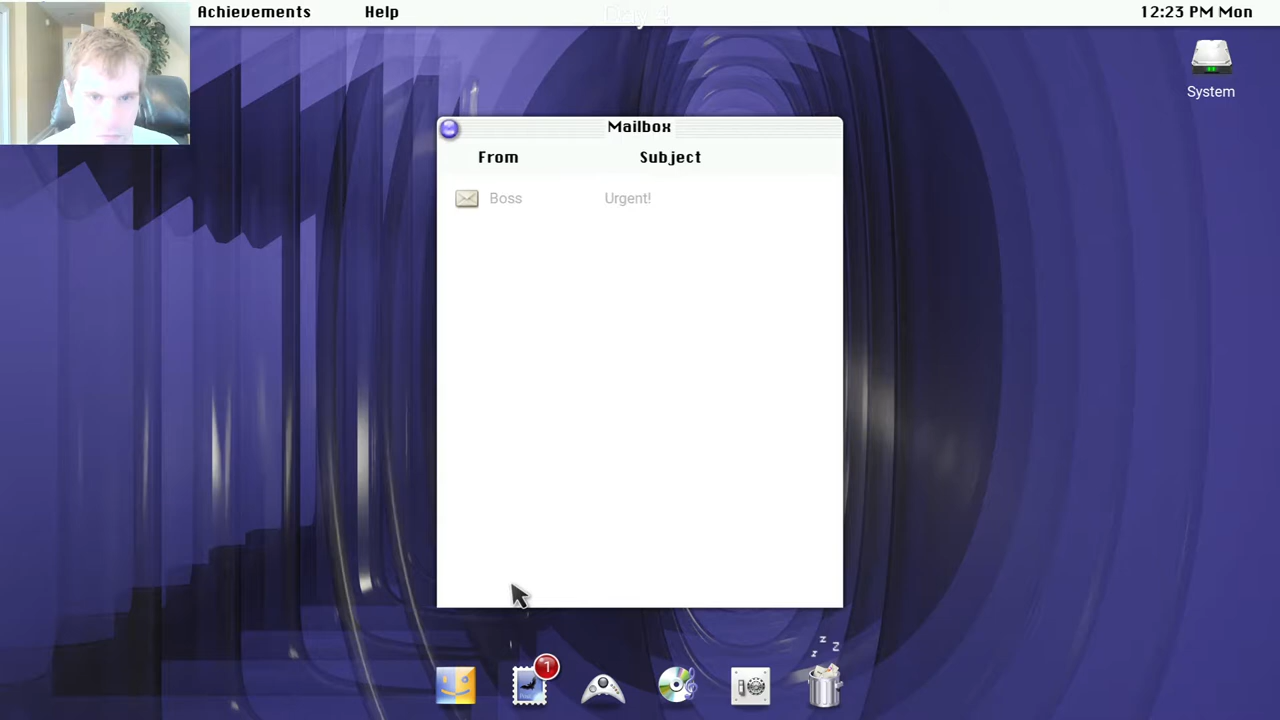 Achievements Help 12:23 PM Mon
System
Mailbox
From Subject
Boss Urgent!
1
z z z